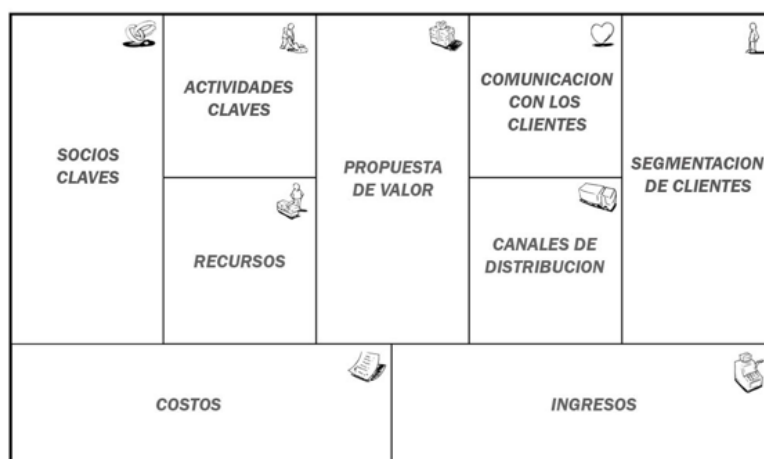 SOCIOS
CLAVES
ACTIVIDADES
CLAVES
RECURSOS
PROPUESTA
DE VALOR
COMUNICACION
CON LOS
CLIENTES
CANALES DE
DISTRIBUCION
SEGMENTACION
DE CLIENTES
COSTOS
INGRESOS